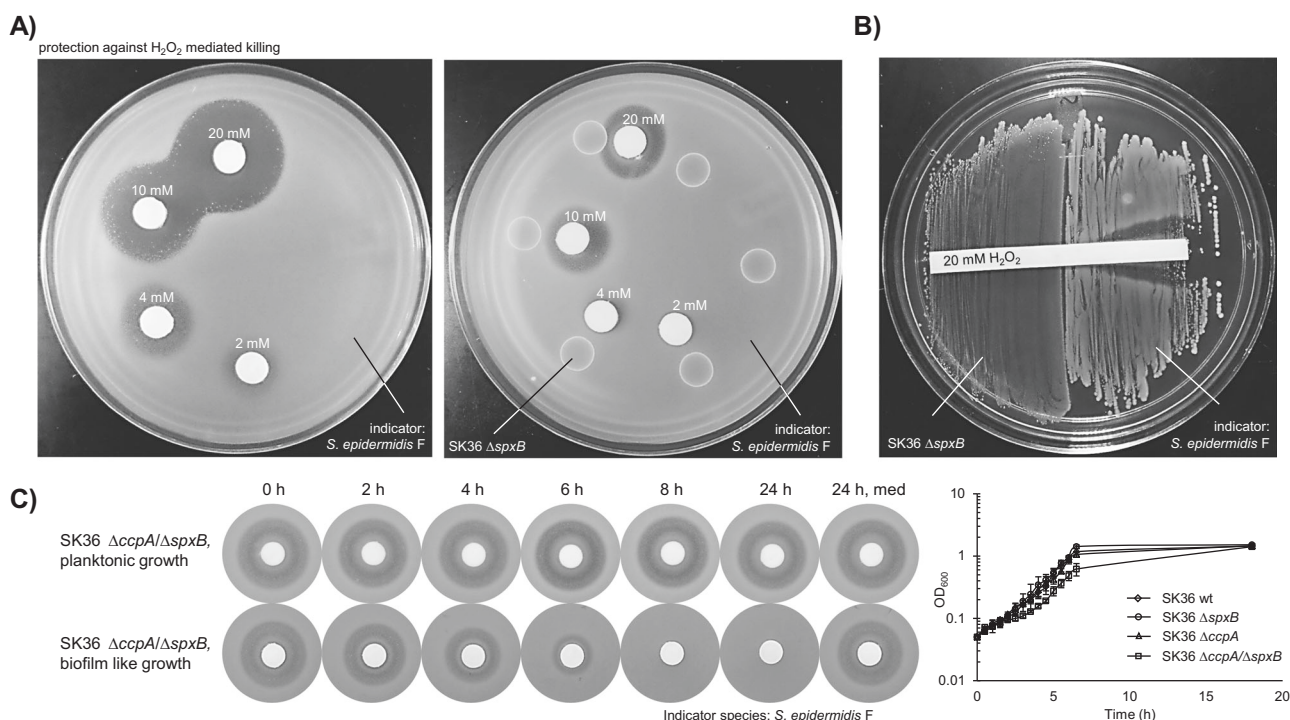 A)
protection against H₂O₂ mediated killing
20 mM
10 mM
4 mM
2 mM
indicator:
S. epidermidis F
20 mM
10 mM
4 mM
2 mM
SK36 ΔspxB
indicator:
S. epidermidis F
B)
20 mM H₂O₂
SK36 ΔspxB
indicator:
S. epidermidis F
C)
0 h 2 h 4 h 6 h 8 h 24 h 24 h, med
SK36 ΔccpA/ΔspxB,
planktonic growth
SK36 ΔccpA/ΔspxB,
biofilm like growth
Indicator species: S. epidermidis F
OD₆₀₀
10
1
0.1
0.01
0 5 10 15 20
Time (h)
SK36 wt
SK36 ΔspxB
SK36 ΔccpA
SK36 ΔccpA/ΔspxB